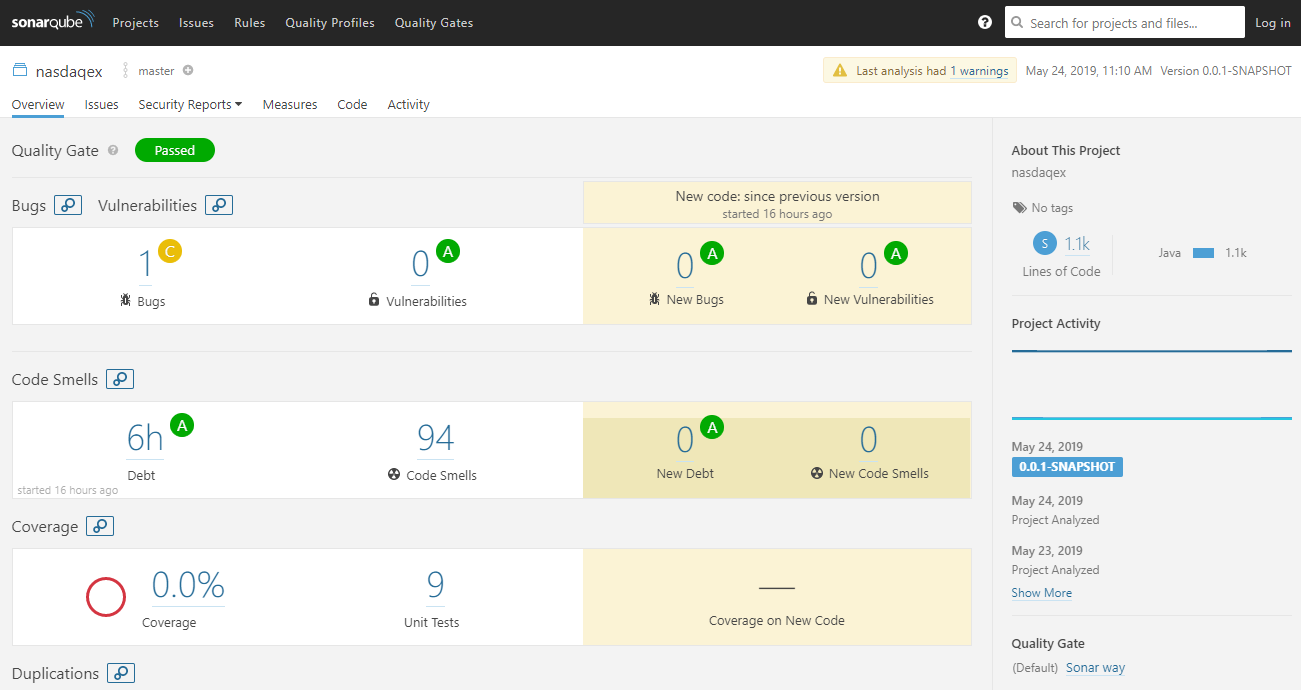 sonarqube Projects Issues Rules Quality Profiles Quality Gates ? Search for projects and files... Log in
nasdaqex master Last analysis had 1 warnings May 24, 2019, 11:10 AM Version 0.0.1-SNAPSHOT
Overview Issues Security Reports Measures Code Activity
Quality Gate ? Passed
Bugs Vulnerabilities
New code: since previous version
started 16 hours ago
1 C
Bugs
0 A
Vulnerabilities
0 A
New Bugs
0 A
New Vulnerabilities
Code Smells
6h A
Debt
started 16 hours ago
94
Code Smells
0 A
New Debt
0
New Code Smells
Coverage
0.0%
Coverage
9
Unit Tests
Coverage on New Code
Duplications
About This Project
nasdaqex
No tags
S 1.1k
Lines of Code
Java 1.1k
Project Activity
May 24, 2019
0.0.1-SNAPSHOT
May 24, 2019
Project Analyzed
May 23, 2019
Project Analyzed
Show More
Quality Gate
(Default) Sonar way